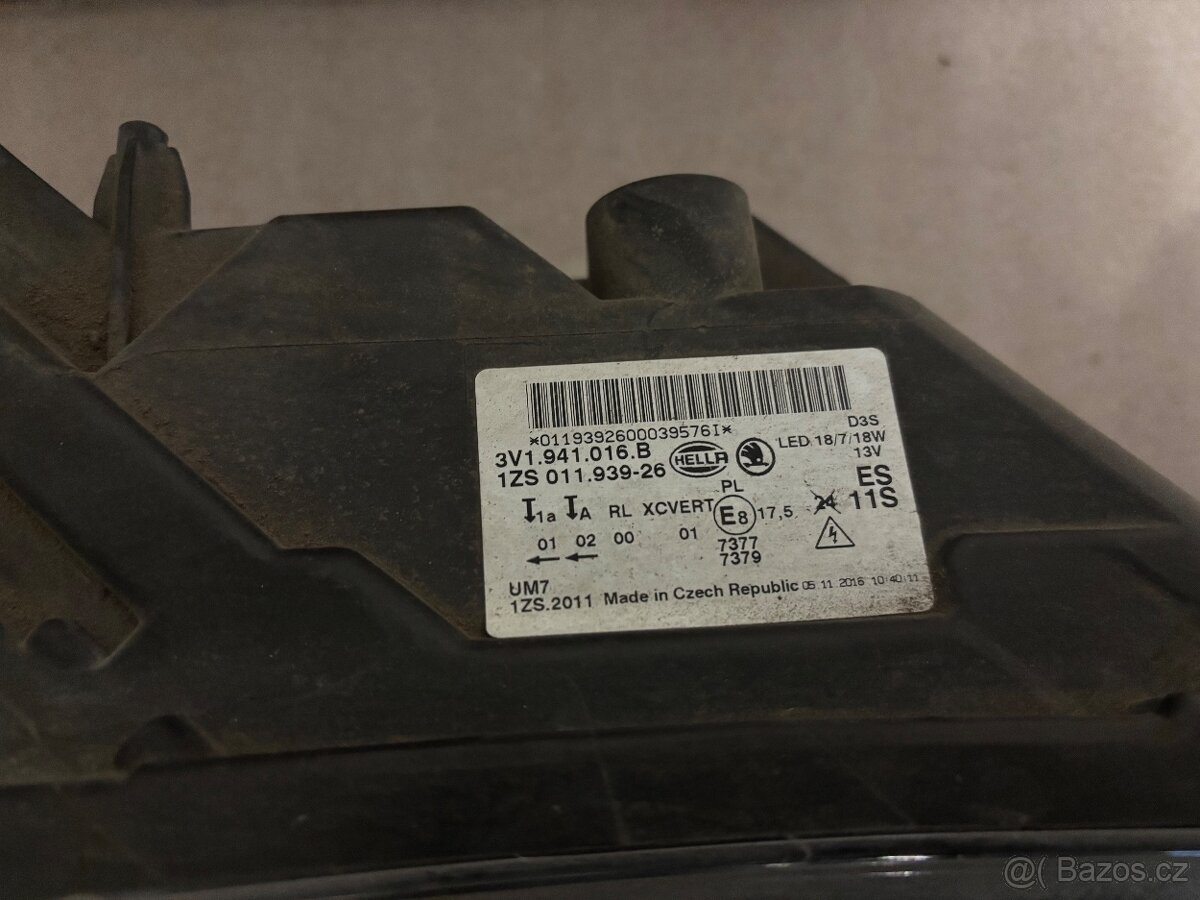 *0119392600039576I*
D3S
3V1.941.016.B
HELLA
LED 18/7/18W
1ZS 011.939-26
13V
PL
ES
1a A RL XCVERT E8 17,5 24 11S
01 02 00 01 7377
7379
UM7
1ZS.2011 Made in Czech Republic 05.11.2016 10:40:11
@( Bazos.cz